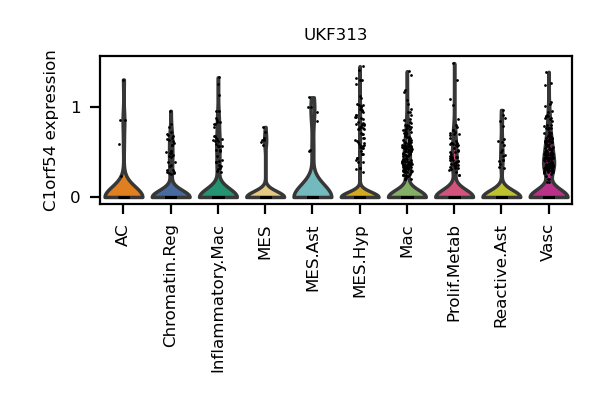 UKF313
C1orf54 expression
1
0
AC
Chromatin.Reg
Inflammatory.Mac
MES
MES.Ast
MES.Hyp
Mac
Prolif.Metab
Reactive.Ast
Vasc